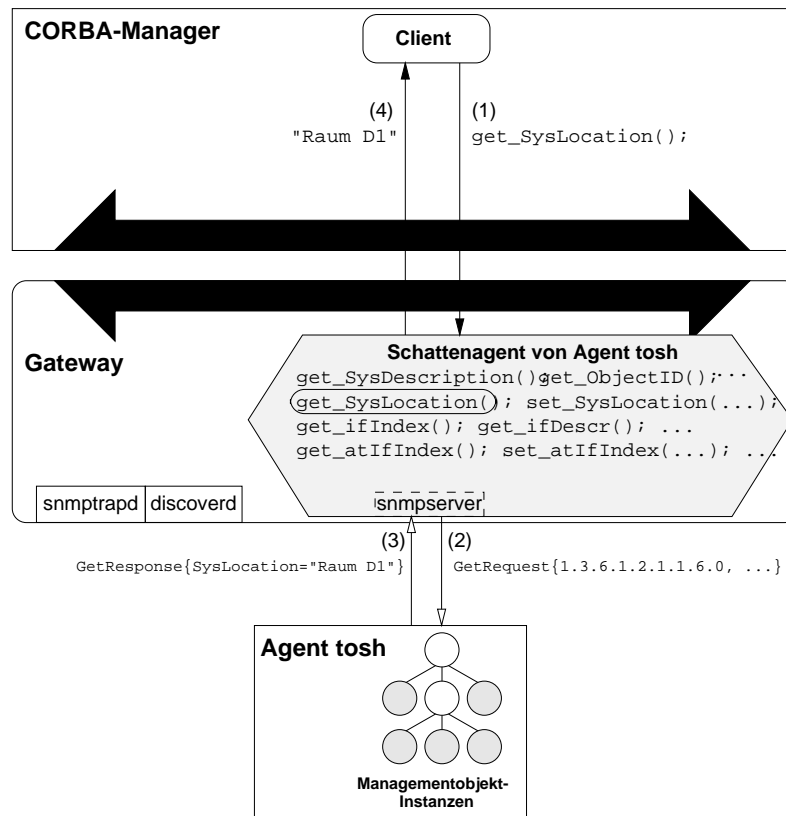 CORBA-Manager
Client
(4)
(1)
"Raum D1"
get_SysLocation();
Gateway
Schattenagent von Agent tosh
get_SysDescription();get_ObjectID();...
get_SysLocation(); set_SysLocation(...);
get_ifIndex(); get_ifDescr(); ...
get_atIfIndex(); set_atIfIndex(...); ...
snmptrapd
discoverd
snmpserver
(3)
(2)
GetResponse{SysLocation="Raum D1"}
GetRequest{1.3.6.1.2.1.1.6.0, ...}
Agent tosh
Managementobjekt-
Instanzen